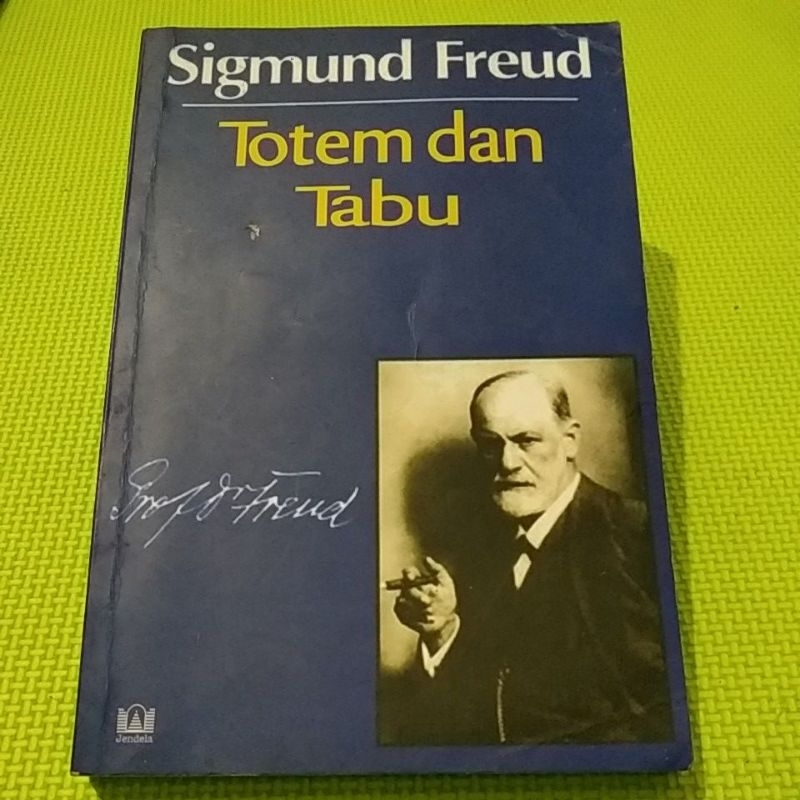 Sigmund Freud
Totem dan
Tabu
Prof Dr Freud
Jendela